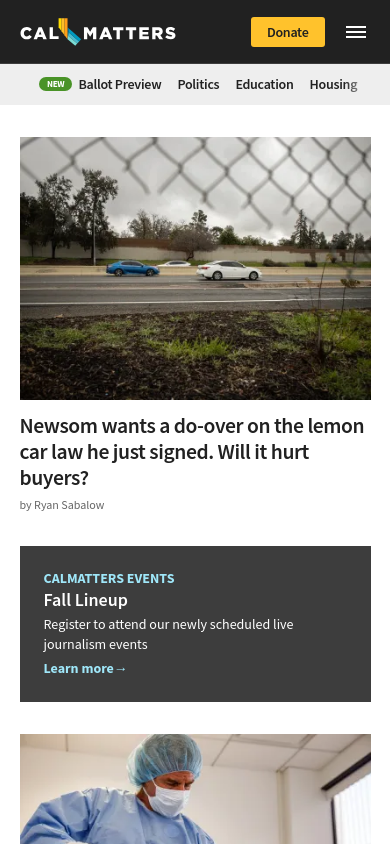 CALMATTERS
Donate
NEW Ballot Preview Politics Education Housing
Newsom wants a do-over on the lemon
car law he just signed. Will it hurt
buyers?
by Ryan Sabalow
CALMATTERS EVENTS
Fall Lineup
Register to attend our newly scheduled live
journalism events
Learn more→